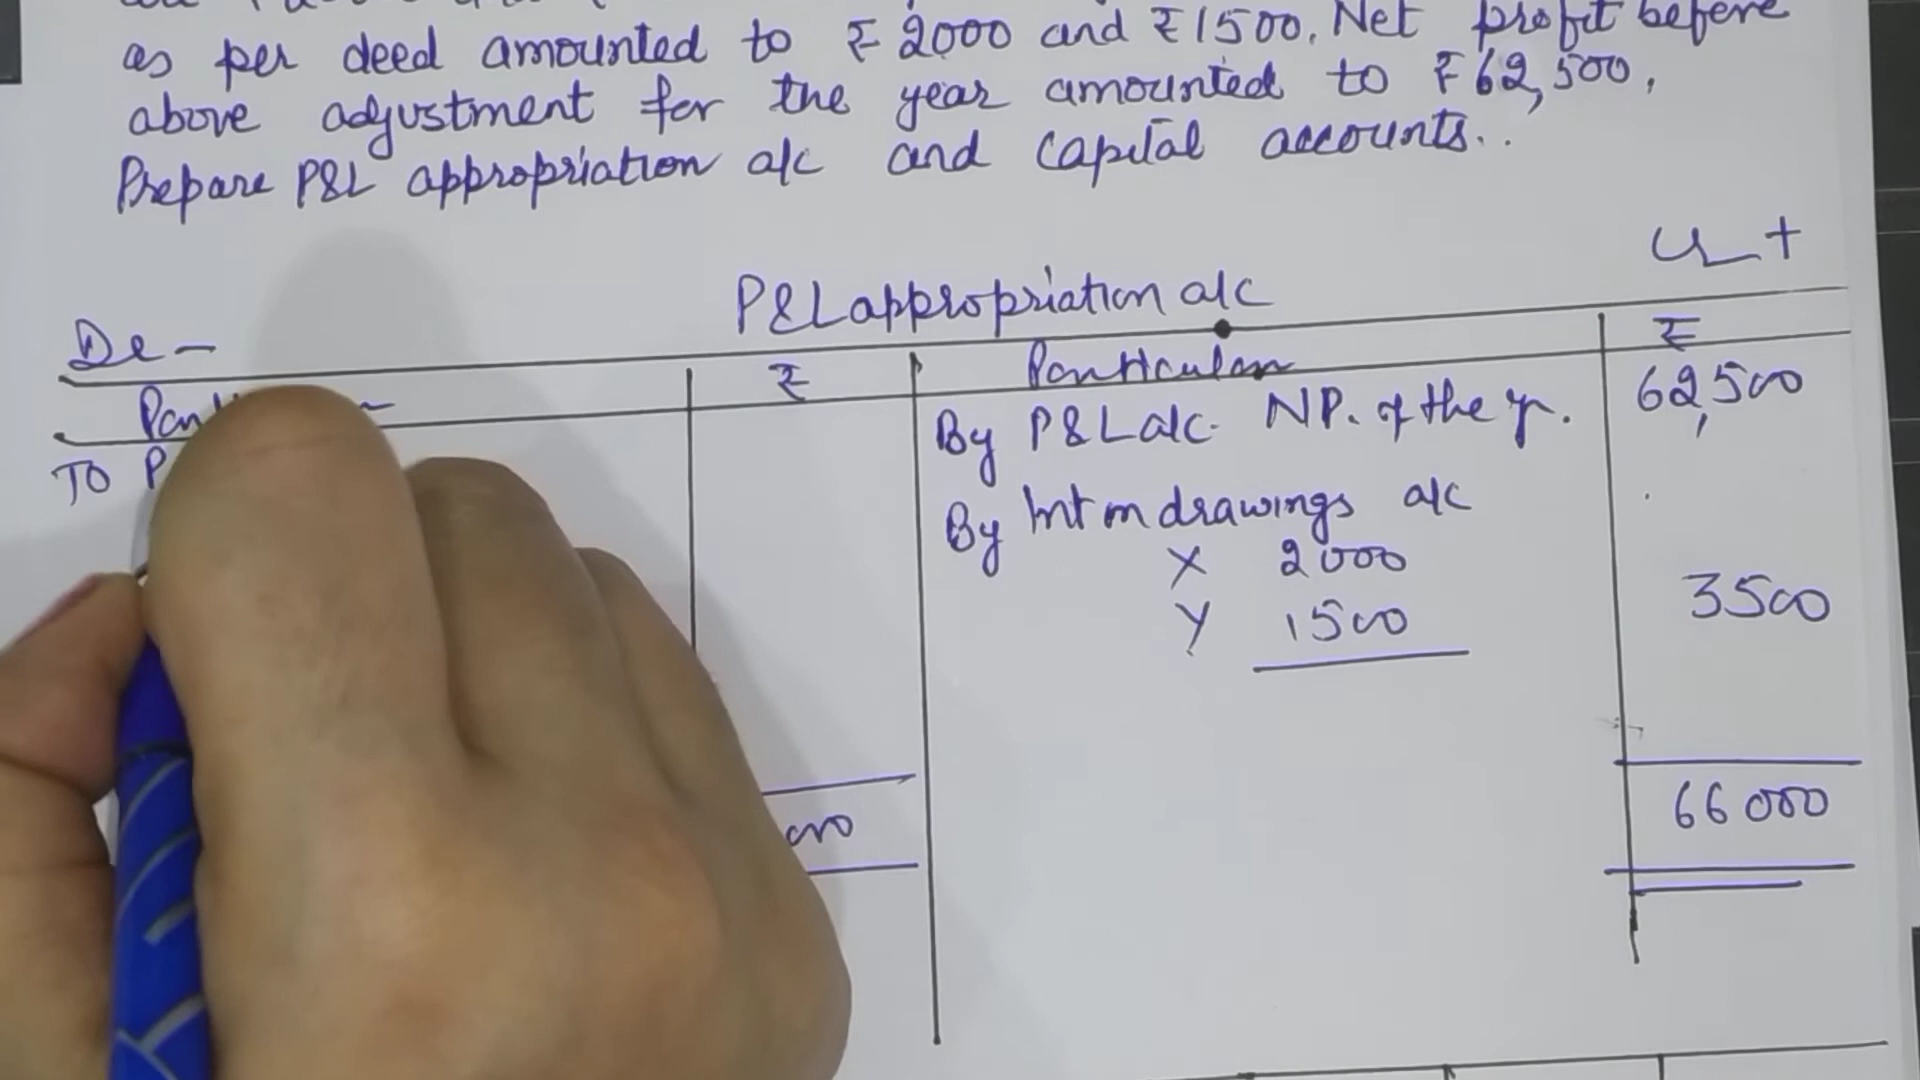 as per deed amounted to ₹2000 and ₹1500. Net profit before
above adjustment for the year amounted to ₹62,500.
Prepare P&L appropriation a/c and capital accounts..
Cr +
P&L appropriation a/c
Dr -
₹
Particular
₹
By P&L a/c. NP. of the yr. 62,500
TO P
By Int on drawings a/c
X 2000
Y 1500 3500
66000